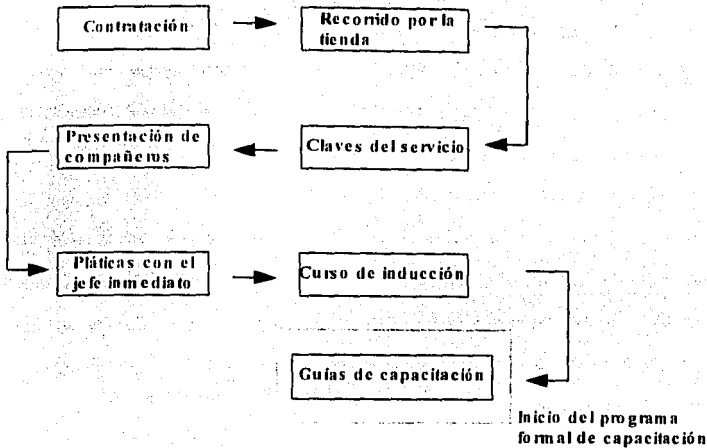 Contratación
Recorrido por la
tienda
Claves del servicio
Presentación de
compañeros
Pláticas con el
jefe inmediato
Curso de inducción
Guías de capacitación
Inicio del programa
formal de capacitación